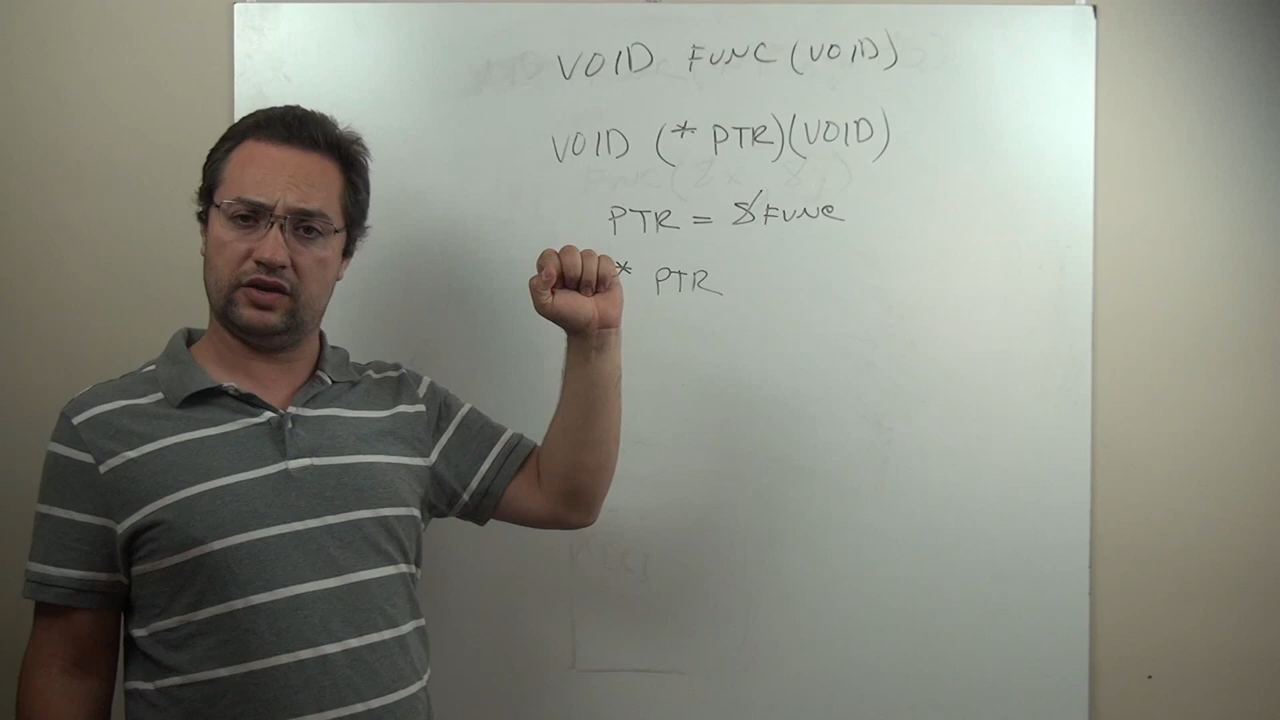 VOID FUNC (VOID)
VOID (* PTR)(VOID)
PTR = &FUNC
* PTR